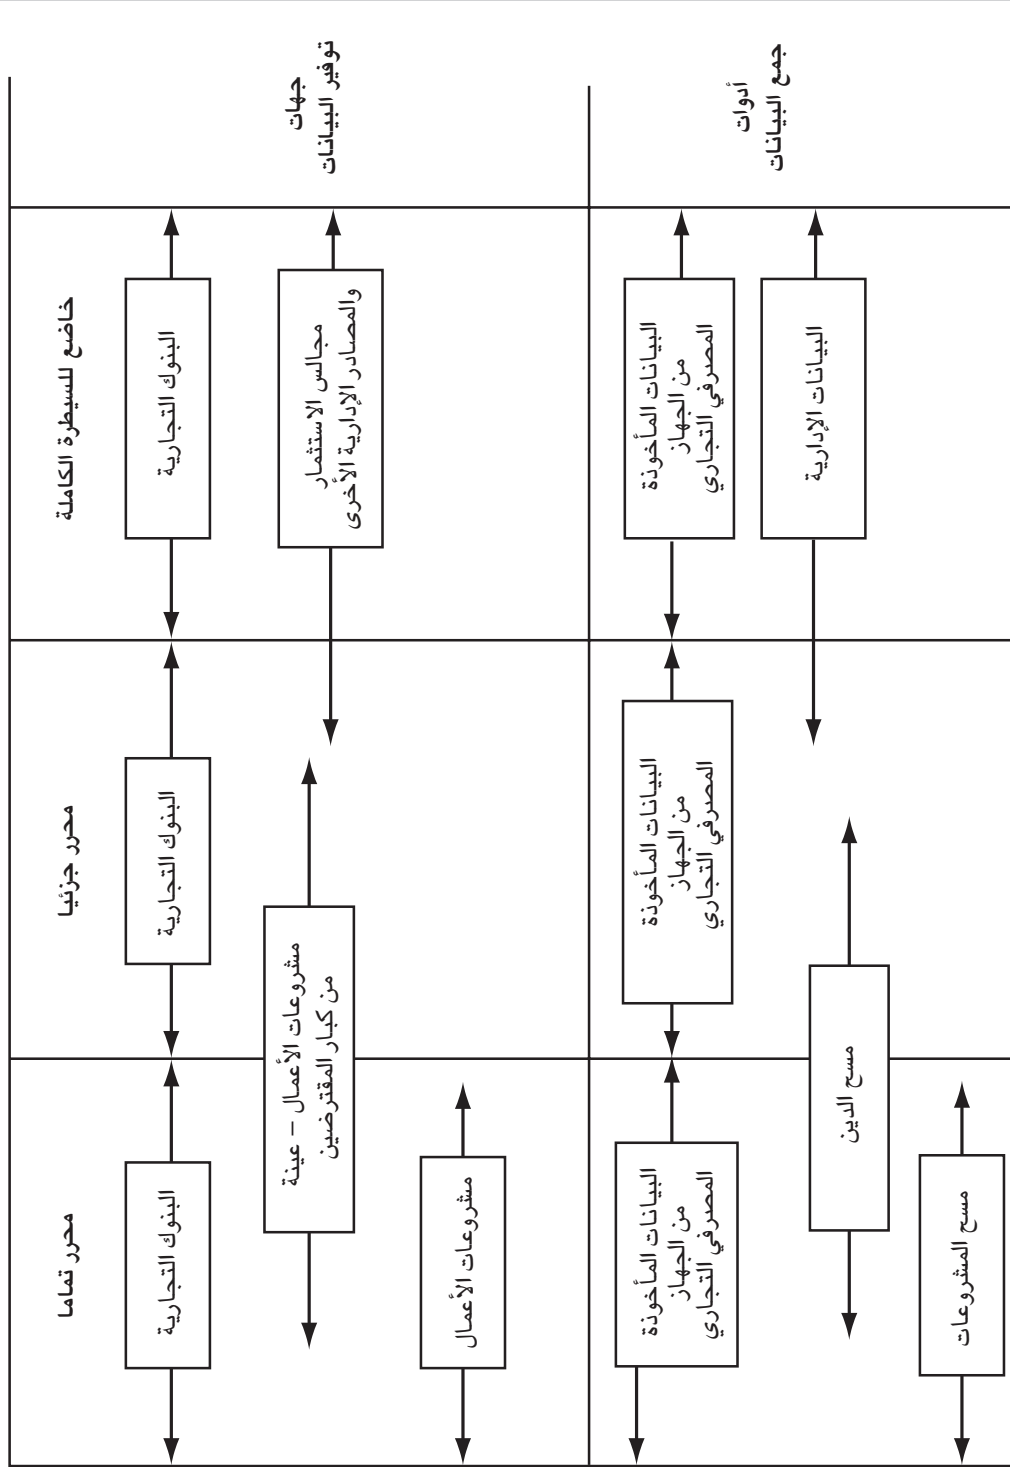 خاضع للسيطرة الكاملة
محرر جزئيا
محرر تماما
جهات
توفير البيانات
البنوك التجارية
البنوك التجارية
البنوك التجارية
مجالس الاستثمار
والمصادر الإدارية الأخرى
مشروعات الأعمال – عينة
من كبار المقترضين
مشروعات الأعمال
أدوات
جمع البيانات
البيانات المأخوذة
من الجهاز
المصرفي التجاري
البيانات المأخوذة
من الجهاز
المصرفي التجاري
البيانات المأخوذة
من الجهاز
المصرفي التجاري
البيانات الإدارية
مسح الدين
مسح المشروعات